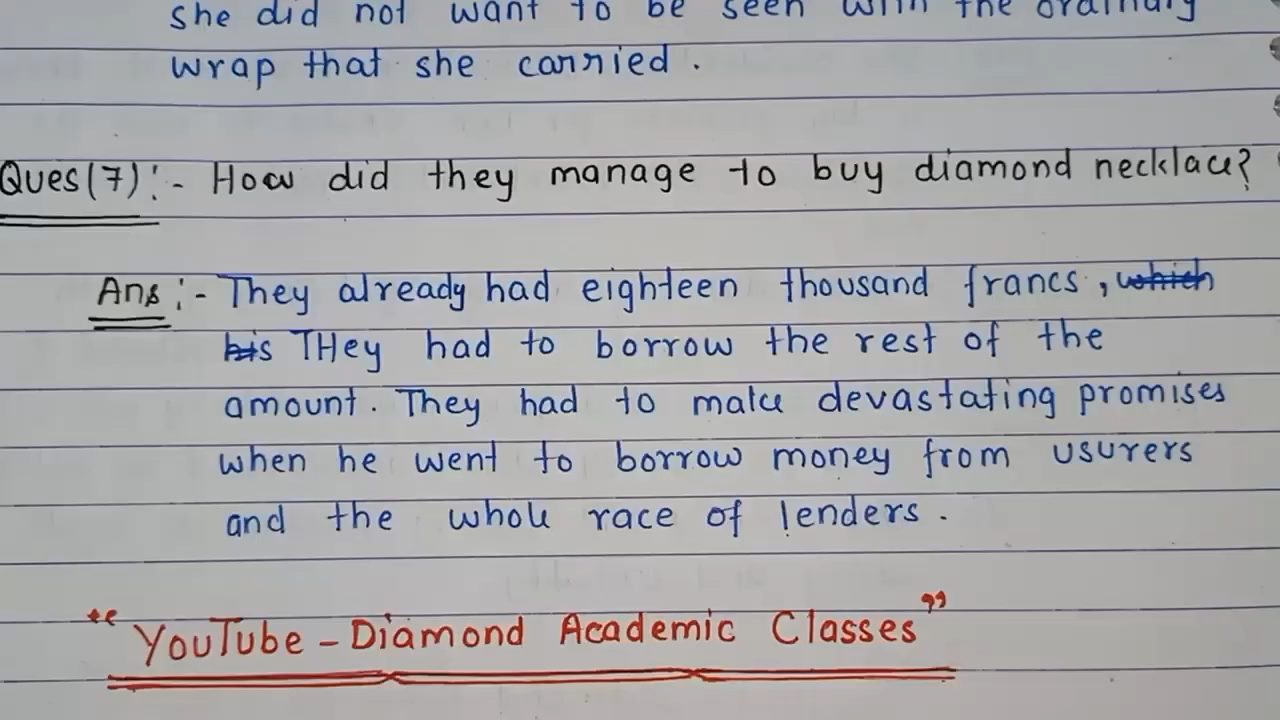 she did not want to be seen with the ordinary
wrap that she carried.
Ques(7):- How did they manage to buy diamond necklace?
Ans:- They already had eighteen thousand francs, which
his THey had to borrow the rest of the
amount. They had to make devastating promises
when he went to borrow money from usurers
and the whole race of lenders.
"YouTube - Diamond Academic Classes"